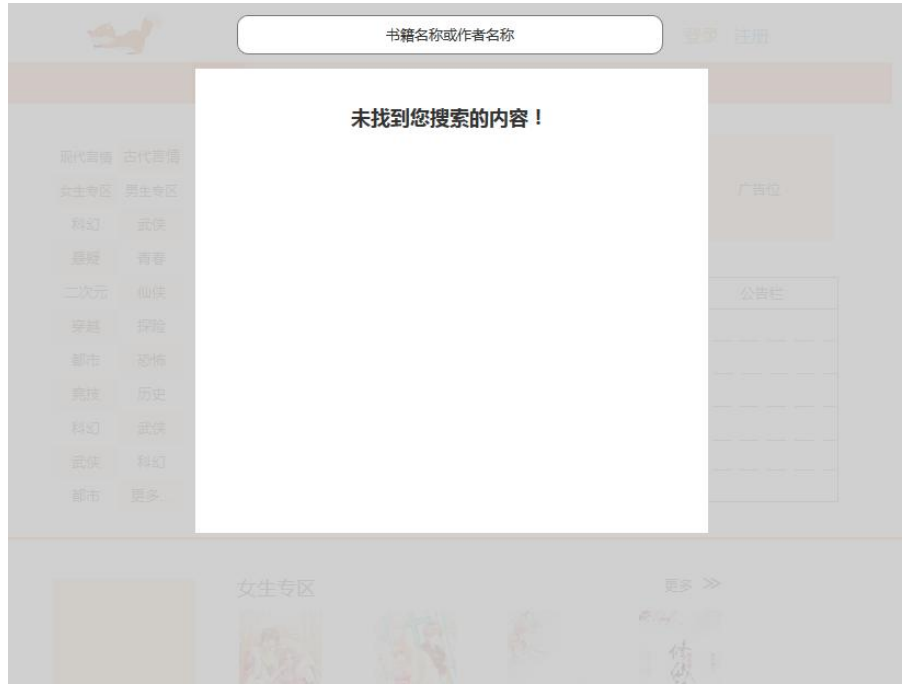 书籍名称或作者名称
登录 注册
未找到您搜索的内容！
现代言情 古代言情
女生专区 男生专区
广告位
科幻 武侠
悬疑 青春
二次元 仙侠
公告栏
穿越 探险
都市 恐怖
竞技 历史
科幻 武侠
武侠 科幻
都市 更多...
女生专区
更多 >>